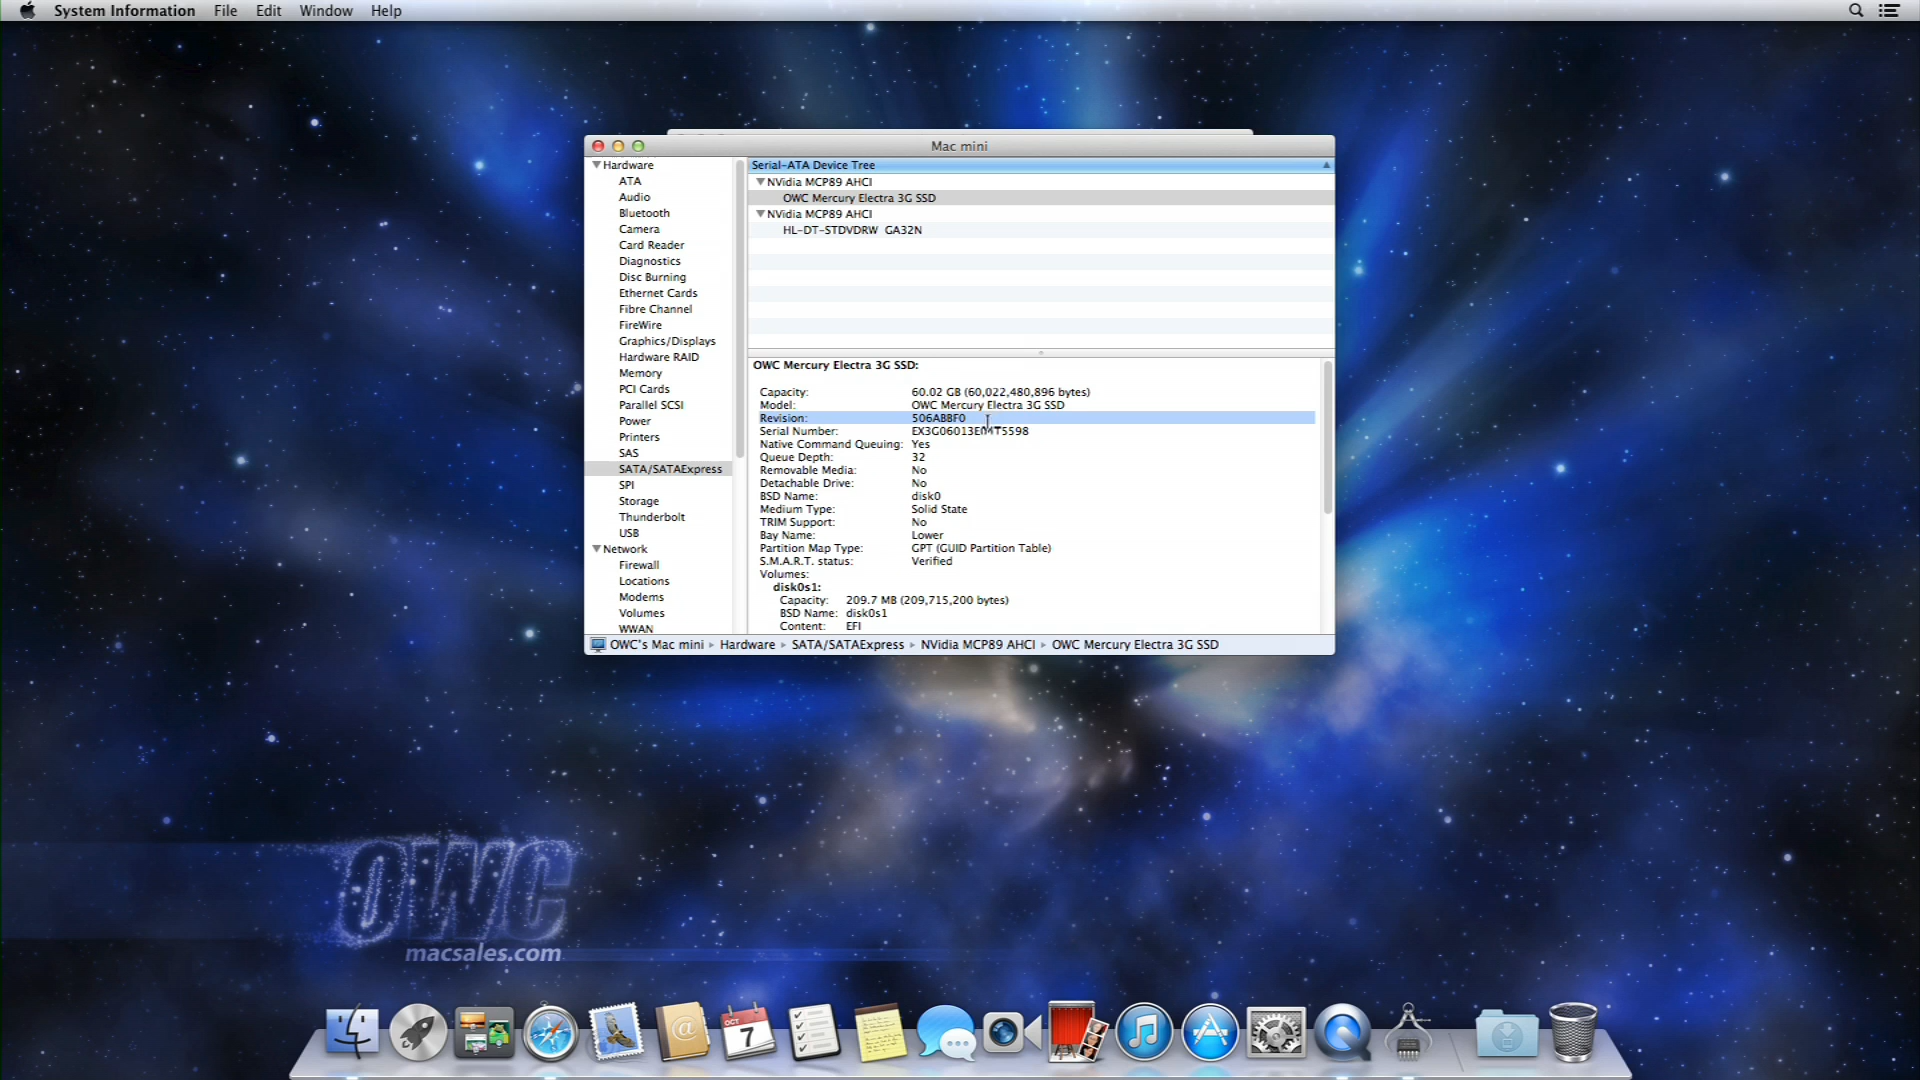 System Information File Edit Window Help
Mac mini
Hardware
ATA
Audio
Bluetooth
Camera
Card Reader
Diagnostics
Disc Burning
Ethernet Cards
Fibre Channel
FireWire
Graphics/Displays
Hardware RAID
Memory
PCI Cards
Parallel SCSI
Power
Printers
SAS
SATA/SATAExpress
SPI
Storage
Thunderbolt
USB
Network
Firewall
Locations
Modems
Volumes
WWAN
Serial-ATA Device Tree
NVidia MCP89 AHCI
OWC Mercury Electra 3G SSD
NVidia MCP89 AHCI
HL-DT-STDVDRW GA32N
OWC Mercury Electra 3G SSD:
Capacity: 60.02 GB (60,022,480,896 bytes)
Model: OWC Mercury Electra 3G SSD
Revision: 506ABBF0
Serial Number:
Native Command Queuing: Yes
Queue Depth: 32
Removable Media: No
Detachable Drive: No
BSD Name: disk0
Medium Type: Solid State
TRIM Support: No
Bay Name: Lower
Partition Map Type: GPT (GUID Partition Table)
S.M.A.R.T. status: Verified
Volumes:
disk0s1:
Capacity: 209.7 MB (209,715,200 bytes)
BSD Name: disk0s1
Content: EFI
OWC's Mac mini Hardware SATA/SATAExpress NVidia MCP89 AHCI OWC Mercury Electra 3G SSD
OWC
macsales.com
OCT
7
@